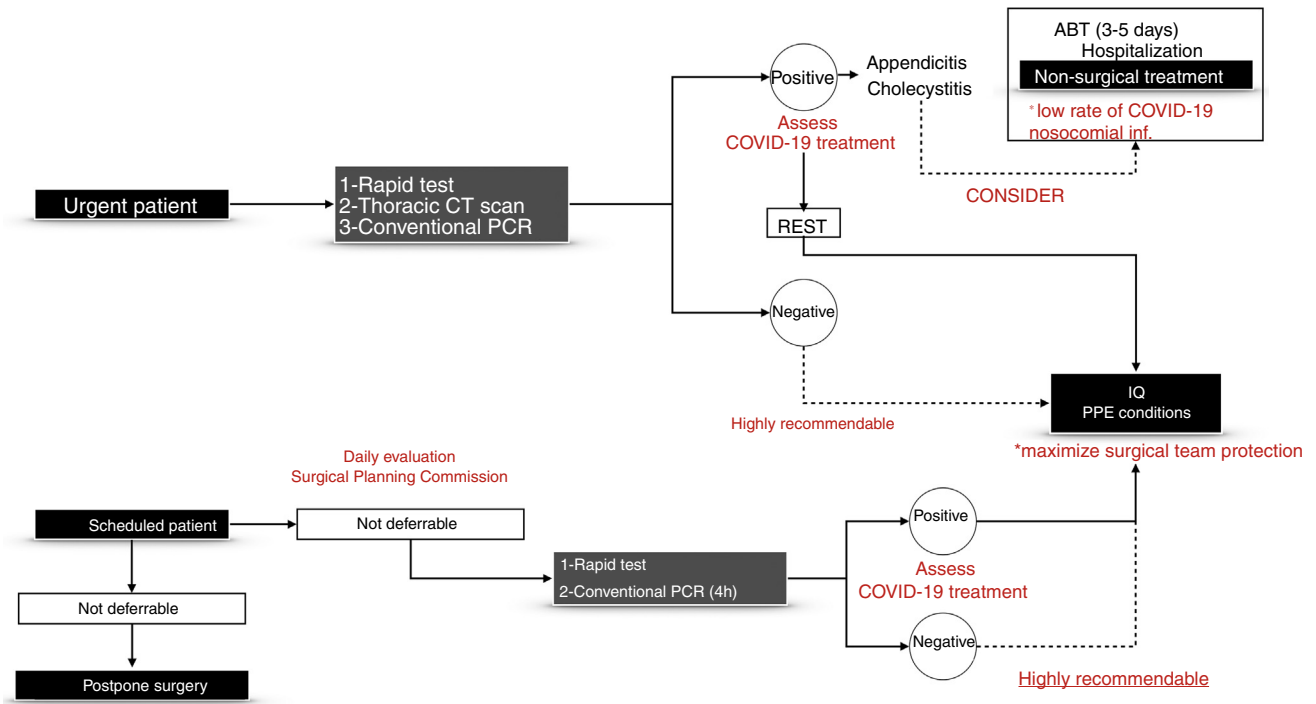 Urgent patient
1-Rapid test
2-Thoracic CT scan
3-Conventional PCR
Positive
Assess
COVID-19 treatment
Appendicitis
Cholecystitis
ABT (3-5 days)
Hospitalization
Non-surgical treatment
*low rate of COVID-19
nosocomial inf.
CONSIDER
REST
Negative
Highly recommendable
IQ
PPE conditions
*maximize surgical team protection
Daily evaluation
Surgical Planning Commission
Scheduled patient
Not deferrable
Not deferrable
Postpone surgery
1-Rapid test
2-Conventional PCR (4h)
Positive
Assess
COVID-19 treatment
Negative
Highly recommendable